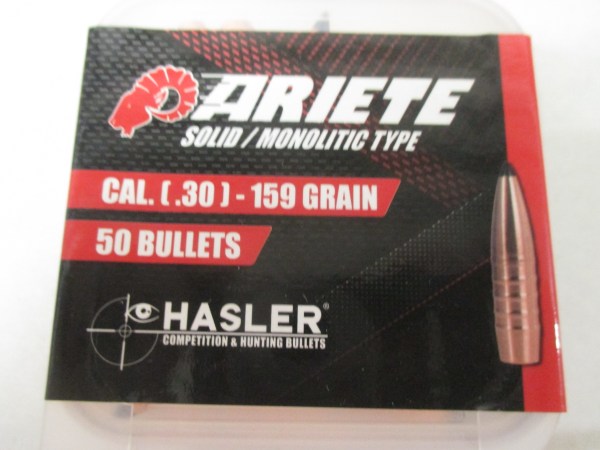 ARIETE
SOLID / MONOLITIC TYPE
CAL. ( .30 ) - 159 GRAIN
50 BULLETS
HASLER®
COMPETITION & HUNTING BULLETS